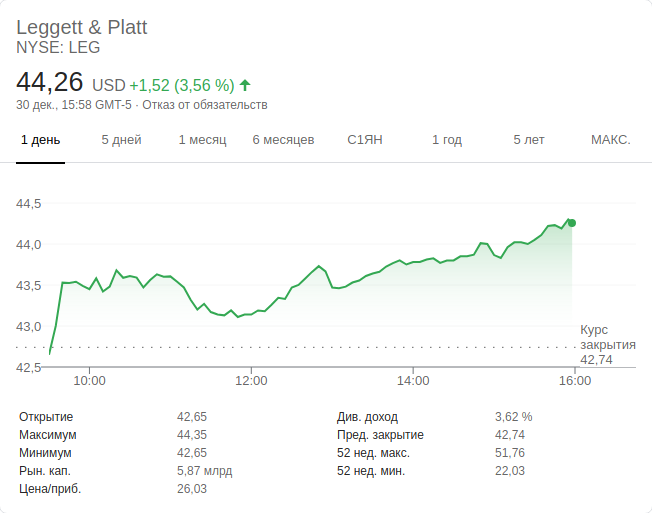 Leggett & Platt
NYSE: LEG
44,26 USD +1,52 (3,56 %)
30 дек., 15:58 GMT-5 · Отказ от обязательств
1 день 5 дней 1 месяц 6 месяцев С1ЯН 1 год 5 лет МАКС.
44,5
44,0
43,5
43,0
Курс
закрытия
42,74
42,5
10:00 12:00 14:00 16:00
Открытие 42,65 Див. доход 3,62 %
Максимум 44,35 Пред. закрытие 42,74
Минимум 42,65 52 нед. макс. 51,76
Рын. кап. 5,87 млрд 52 нед. мин. 22,03
Цена/приб. 26,03